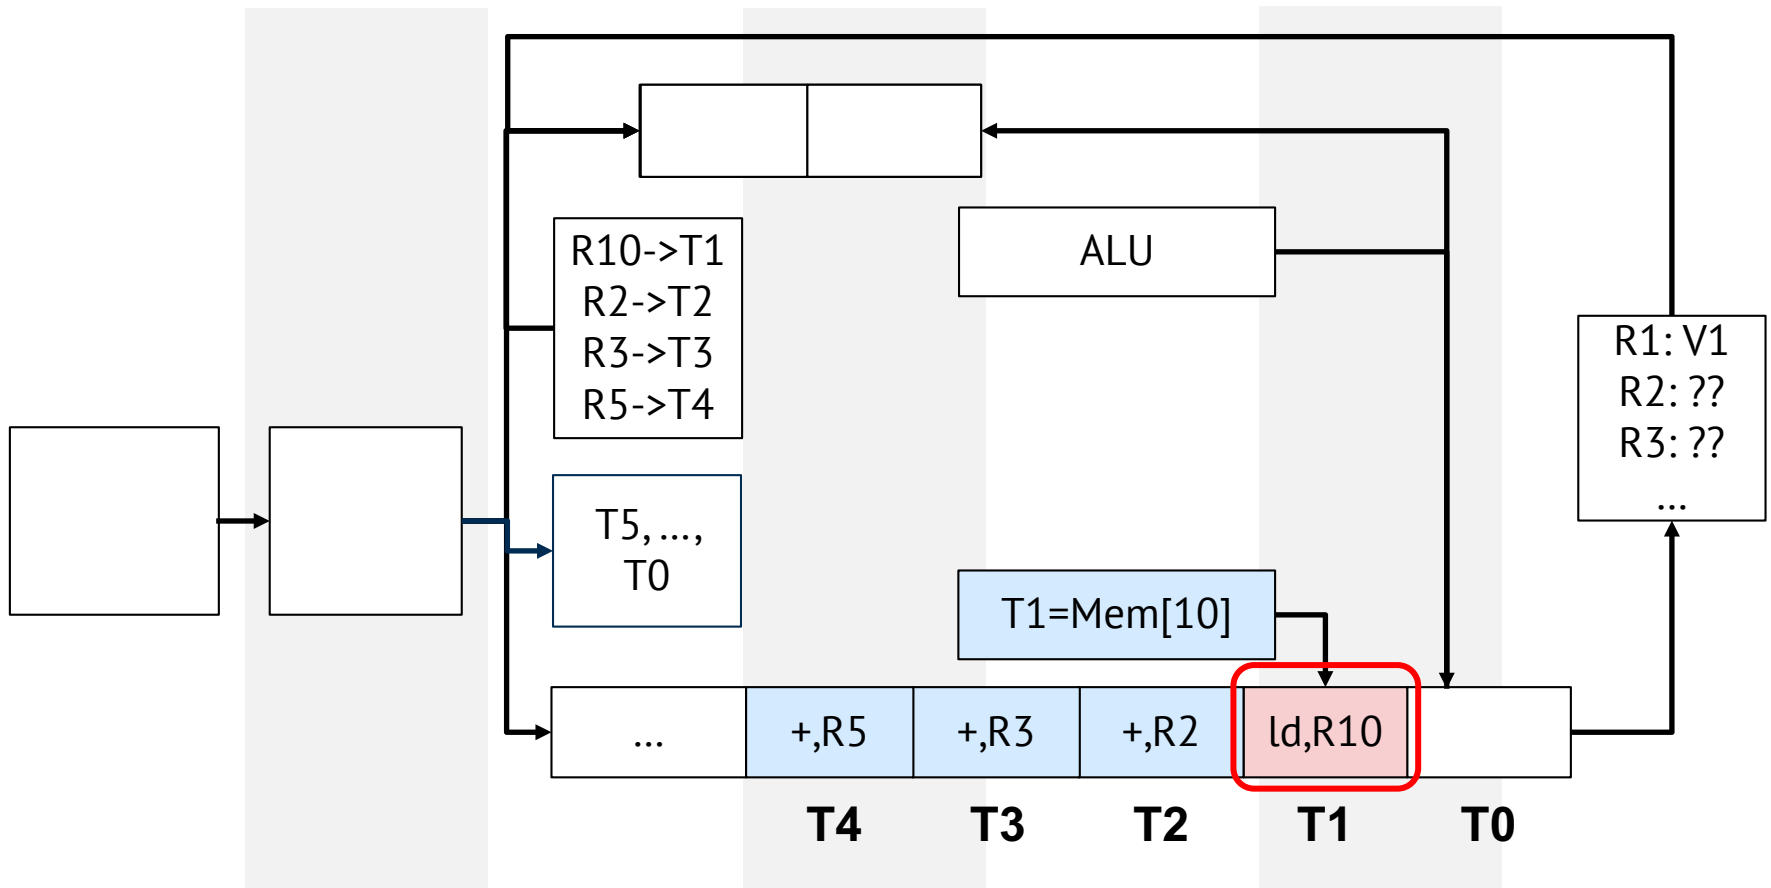 ALU
R10->T1
R2->T2
R3->T3
R5->T4
R1: V1
R2: ??
R3: ??
...
T5, ...,
T0
T1=Mem[10]
... +,R5 +,R3 +,R2 ld,R10
T4 T3 T2 T1 T0